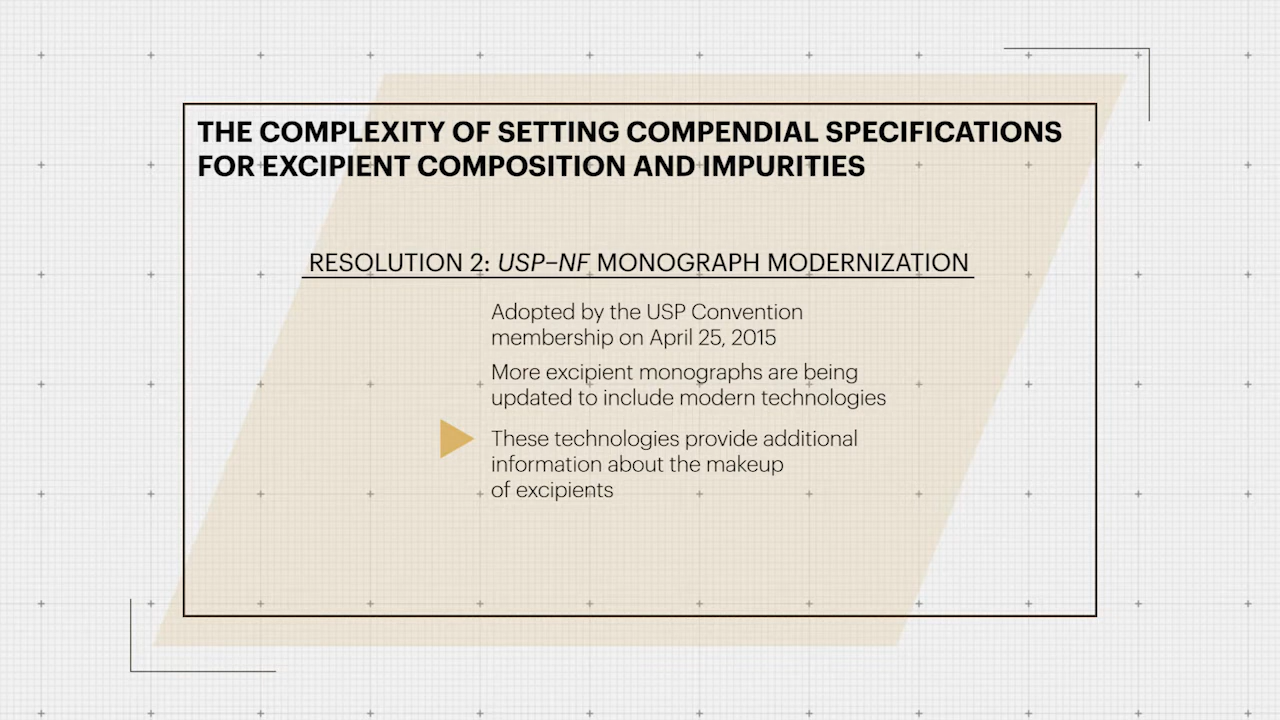 THE COMPLEXITY OF SETTING COMPENDIAL SPECIFICATIONS
FOR EXCIPIENT COMPOSITION AND IMPURITIES
RESOLUTION 2: USP–NF MONOGRAPH MODERNIZATION
Adopted by the USP Convention
membership on April 25, 2015
More excipient monographs are being
updated to include modern technologies
These technologies provide additional
information about the makeup
of excipients